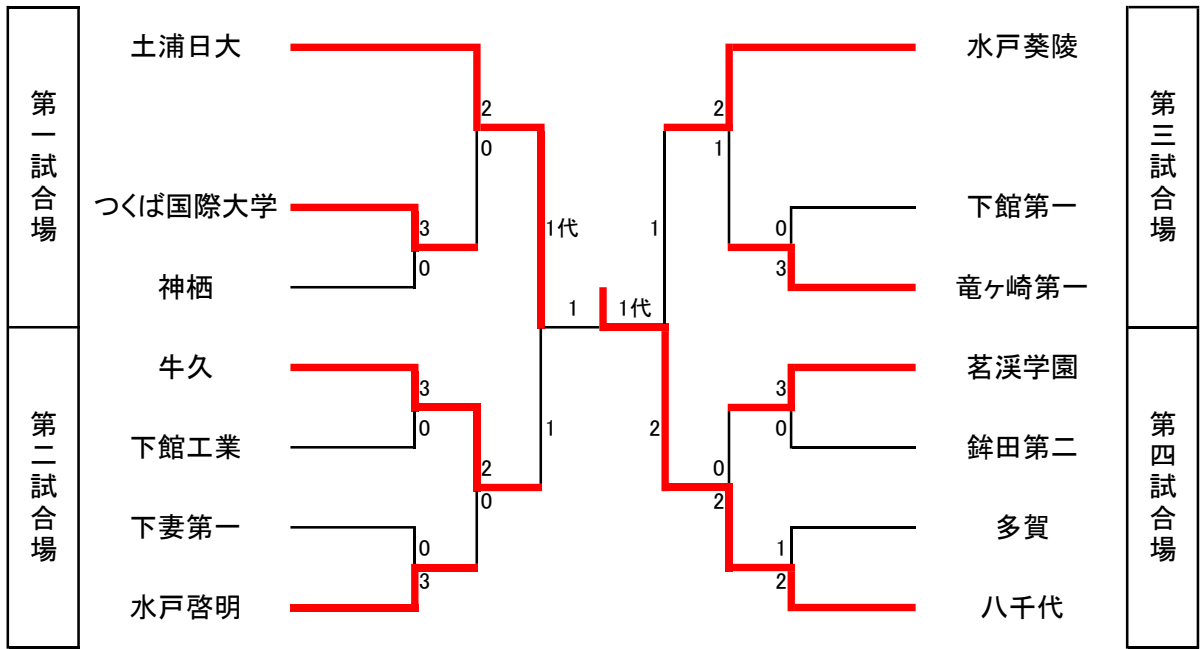 第一試合場
土浦日大
2
0
つくば国際大学
3
0
神栖
1代
第二試合場
牛久
3
0
下館工業
2
0
下妻第一
0
3
水戸啓明
1
1
1代
第三試合場
水戸葵陵
2
1
下館第一
0
3
竜ヶ崎第一
1
第四試合場
茗溪学園
3
0
鉾田第二
0
2
多賀
1
2
八千代
2